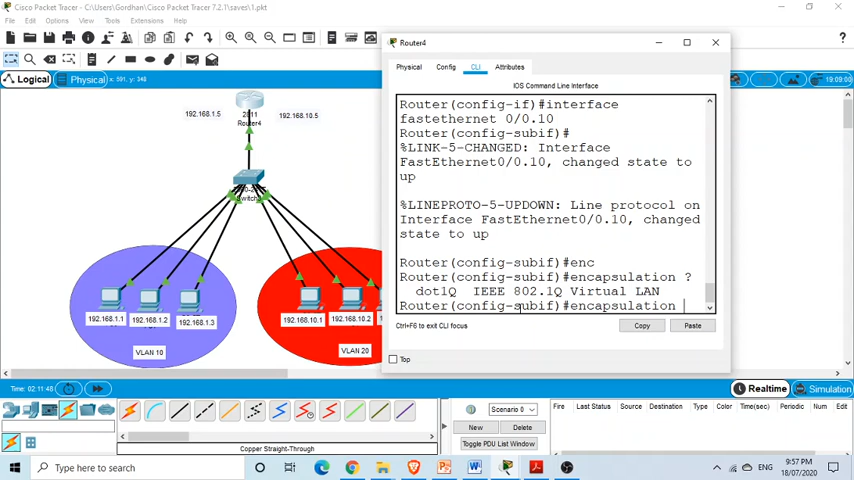 Cisco Packet Tracer - C:\Users\Gordhan\Cisco Packet Tracer 7.2.1\saves\1.pkt
File Edit Options View Tools Extensions Help
Logical
Physical
x: 591, y: 348
19:09:00
192.168.1.5
2811
Router4
192.168.10.5
192.168.1.1
192.168.1.2
192.168.1.3
VLAN 10
192.168.10.1
192.168.10.2
VLAN 20
Router4
Physical Config CLI Attributes
IOS Command Line Interface
Router(config-if)#interface
fastethernet 0/0.10
Router(config-subif)#
%LINK-5-CHANGED: Interface
FastEthernet0/0.10, changed state to
up
%LINEPROTO-5-UPDOWN: Line protocol on
Interface FastEthernet0/0.10, changed
state to up
Router(config-subif)#enc
Router(config-subif)#encapsulation ?
dot1Q IEEE 802.1Q Virtual LAN
Router(config-subif)#encapsulation
Ctrl+F6 to exit CLI focus
Copy
Paste
Top
Time: 02:11:48
Realtime
Simulation
Scenario 0
New
Delete
Toggle PDU List Window
Fire Last Status Source Destination Type Color Time(sec) Periodic Num Edit
Copper Straight-Through
Type here to search
ENG
9:57 PM
18/07/2020